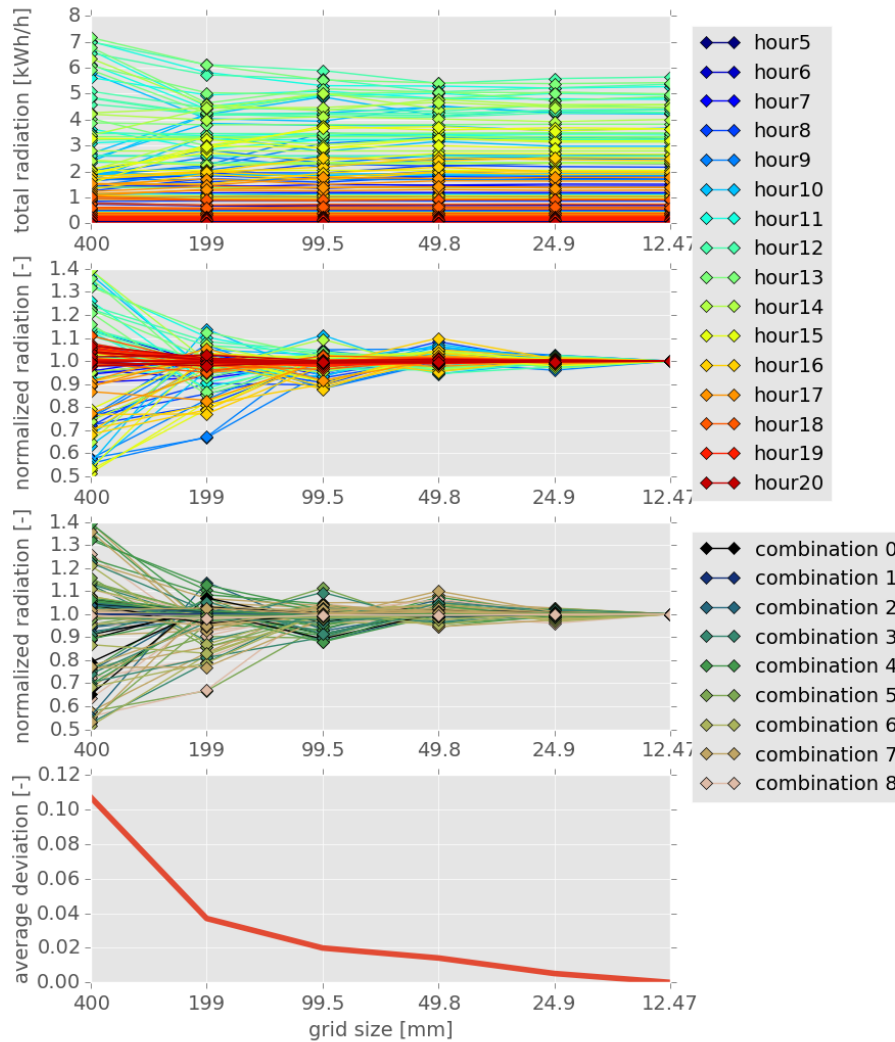 total radiation [kWh/h]
8
7
6
5
4
3
2
1
0
400 199 99.5 49.8 24.9 12.47
hour5
hour6
hour7
hour8
hour9
hour10
hour11
hour12
hour13
hour14
hour15
hour16
hour17
hour18
hour19
hour20
normalized radiation [-]
1.4
1.3
1.2
1.1
1.0
0.9
0.8
0.7
0.6
0.5
400 199 99.5 49.8 24.9 12.47
normalized radiation [-]
1.4
1.3
1.2
1.1
1.0
0.9
0.8
0.7
0.6
0.5
400 199 99.5 49.8 24.9 12.47
combination 0
combination 1
combination 2
combination 3
combination 4
combination 5
combination 6
combination 7
combination 8
average deviation [-]
0.12
0.10
0.08
0.06
0.04
0.02
0.00
400 199 99.5 49.8 24.9 12.47
grid size [mm]